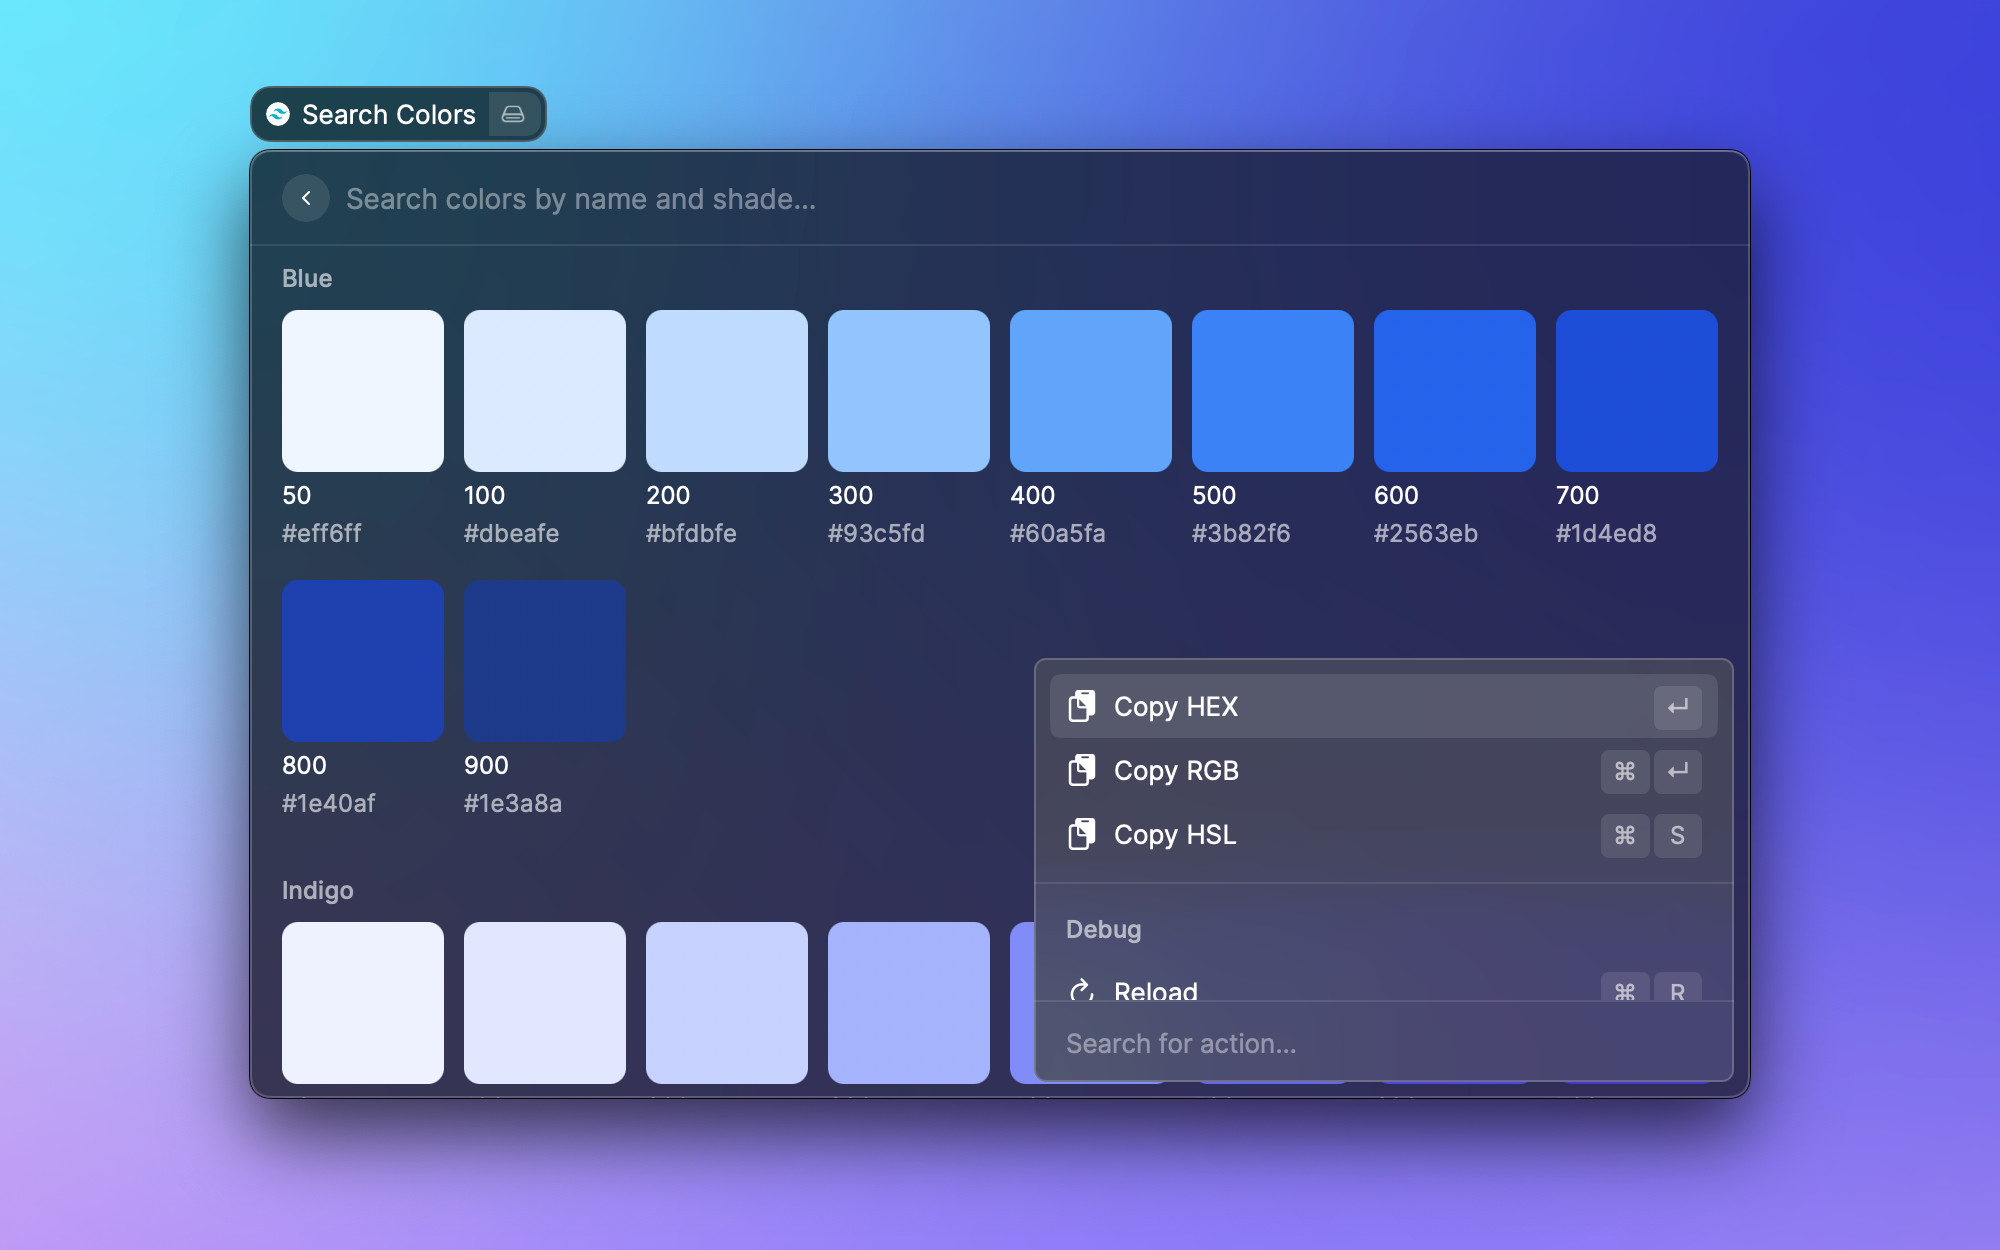 Search Colors
Search colors by name and shade...
Blue
50 100 200 300 400 500 600 700
#eff6ff #dbeafe #bfdbfe #93c5fd #60a5fa #3b82f6 #2563eb #1d4ed8
800 900
#1e40af #1e3a8a
Indigo
Copy HEX ↵
Copy RGB ⌘ ↵
Copy HSL ⌘ S
Debug
Reload ⌘ R
Search for action...